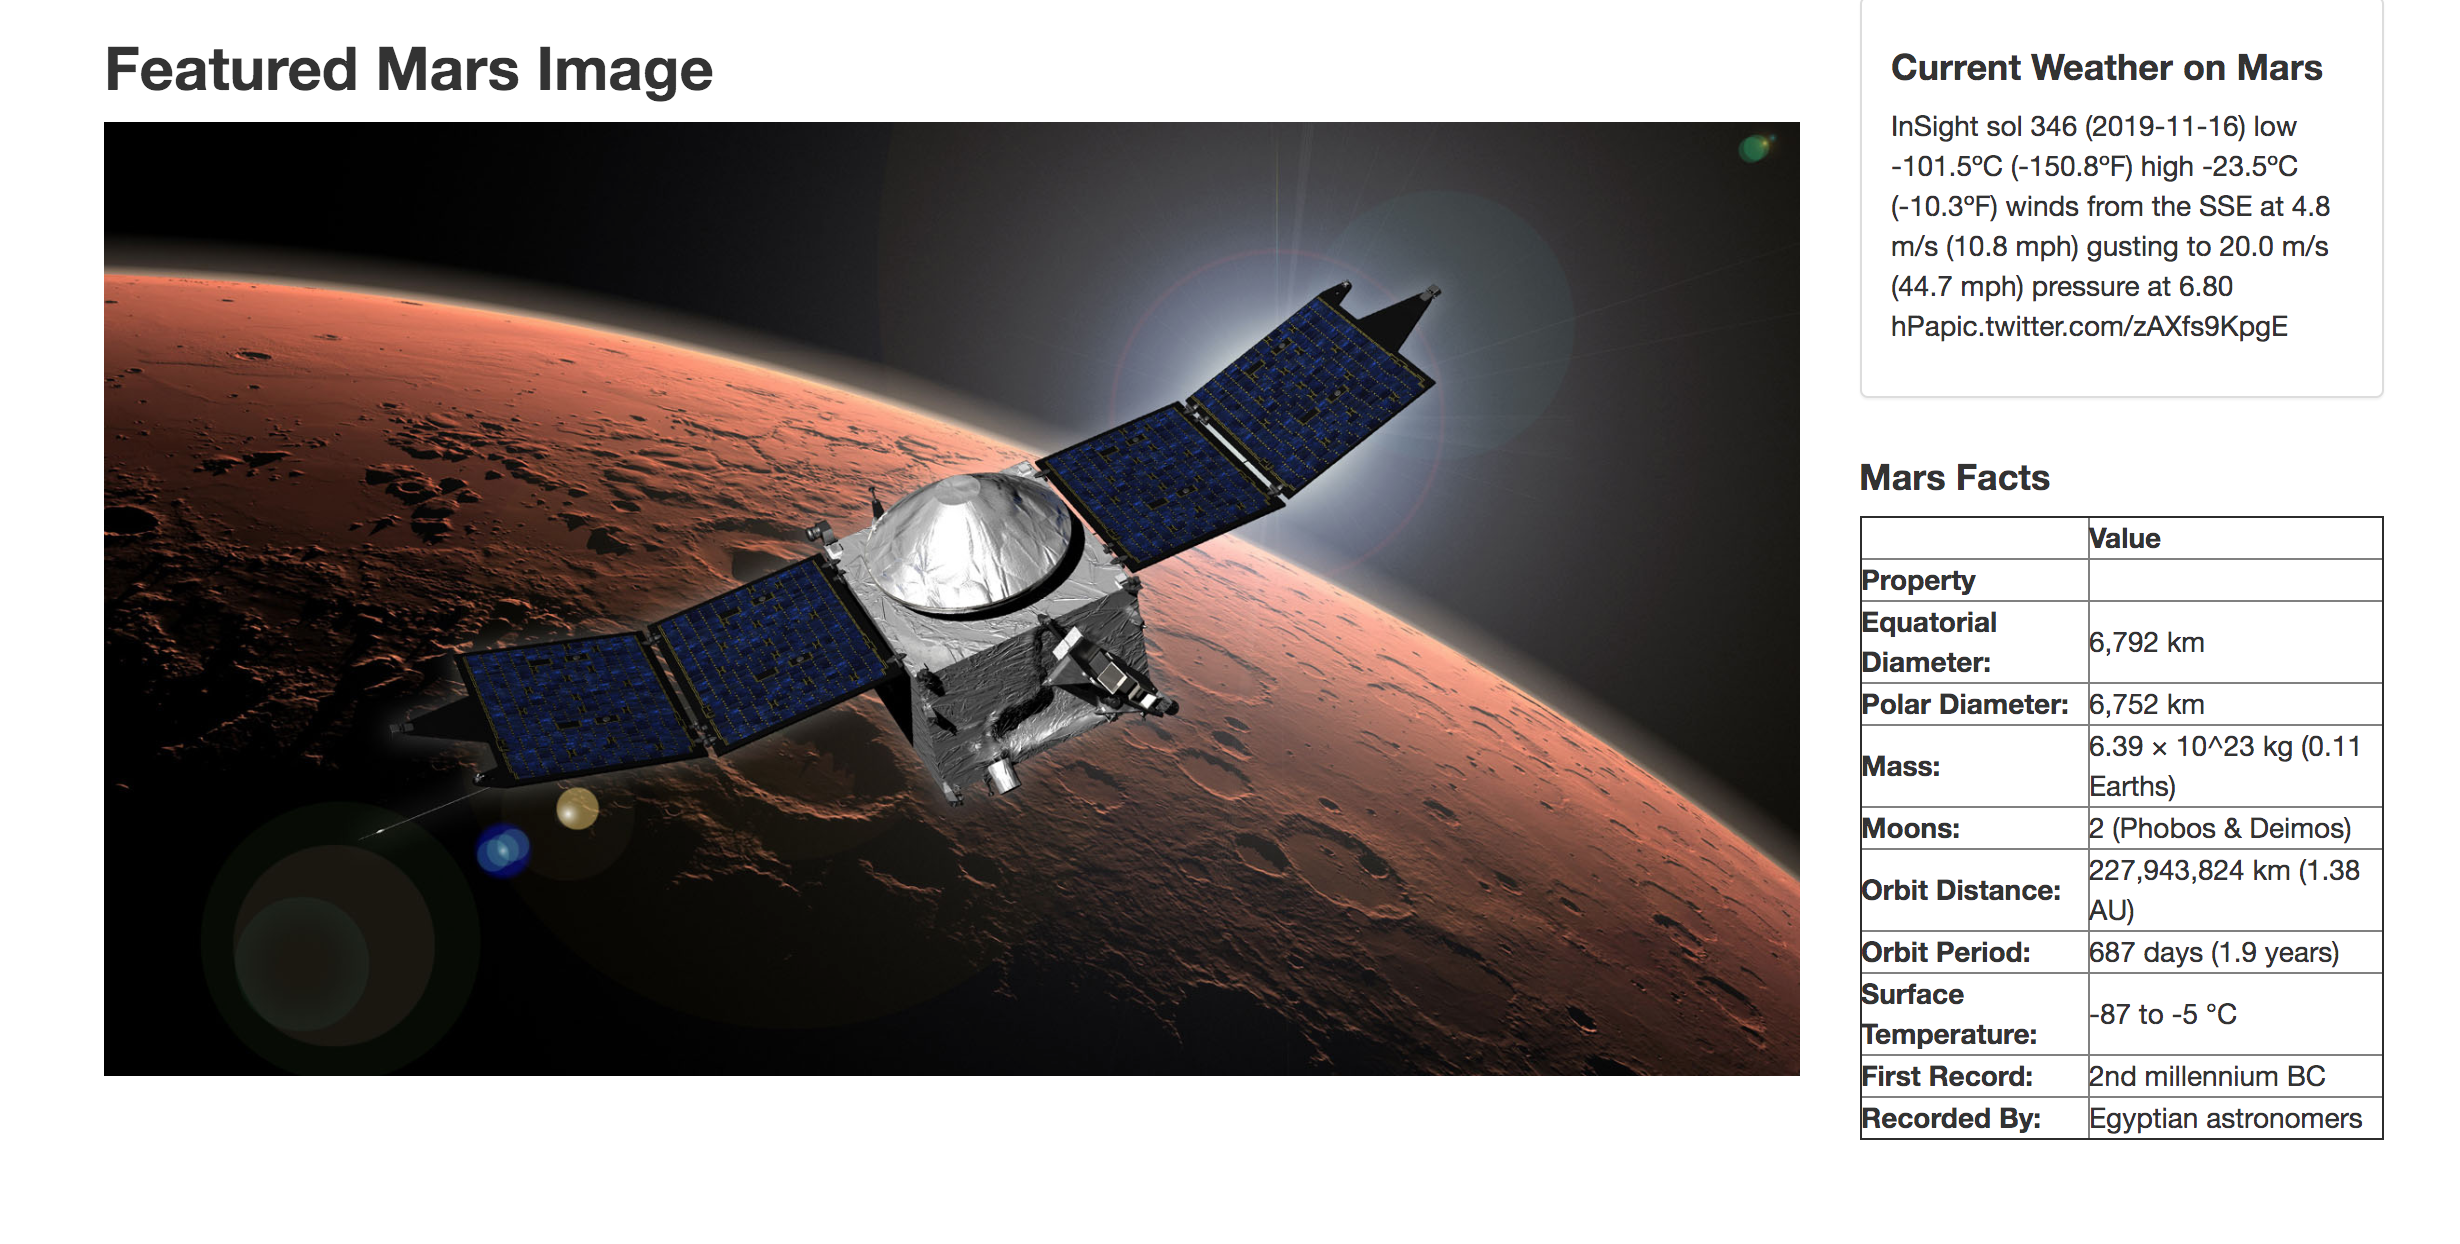 Featured Mars Image
Current Weather on Mars
InSight sol 346 (2019-11-16) low
-101.5ºC (-150.8ºF) high -23.5ºC
(-10.3ºF) winds from the SSE at 4.8
m/s (10.8 mph) gusting to 20.0 m/s
(44.7 mph) pressure at 6.80
hPapic.twitter.com/zAXfs9KpgE
Mars Facts
Value
Property
Equatorial
Diameter:
6,792 km
Polar Diameter: 6,752 km
Mass:
6.39 × 10^23 kg (0.11
Earths)
Moons: 2 (Phobos & Deimos)
Orbit Distance:
227,943,824 km (1.38
AU)
Orbit Period: 687 days (1.9 years)
Surface
Temperature:
-87 to -5 °C
First Record: 2nd millennium BC
Recorded By: Egyptian astronomers